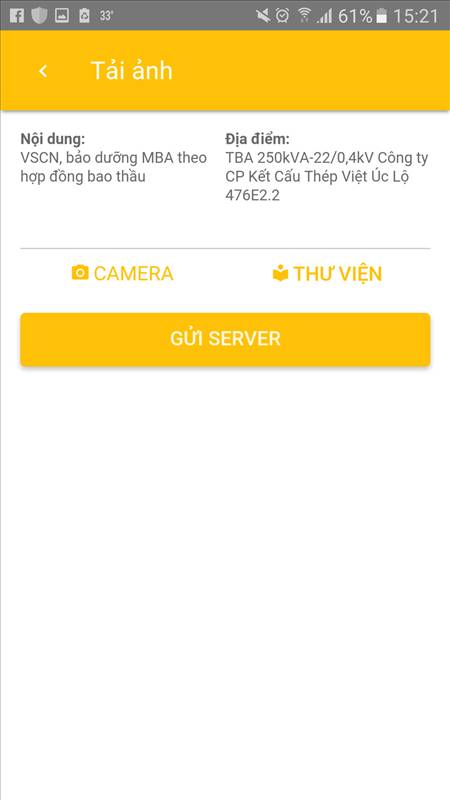 33°
61%
15:21
Tải ảnh
Nội dung:
VSCN, bảo dưỡng MBA theo
hợp đồng bao thầu
Địa điểm:
TBA 250kVA-22/0,4kV Công ty
CP Kết Cấu Thép Việt Úc Lộ
476E2.2
CAMERA
THƯ VIỆN
GỬI SERVER